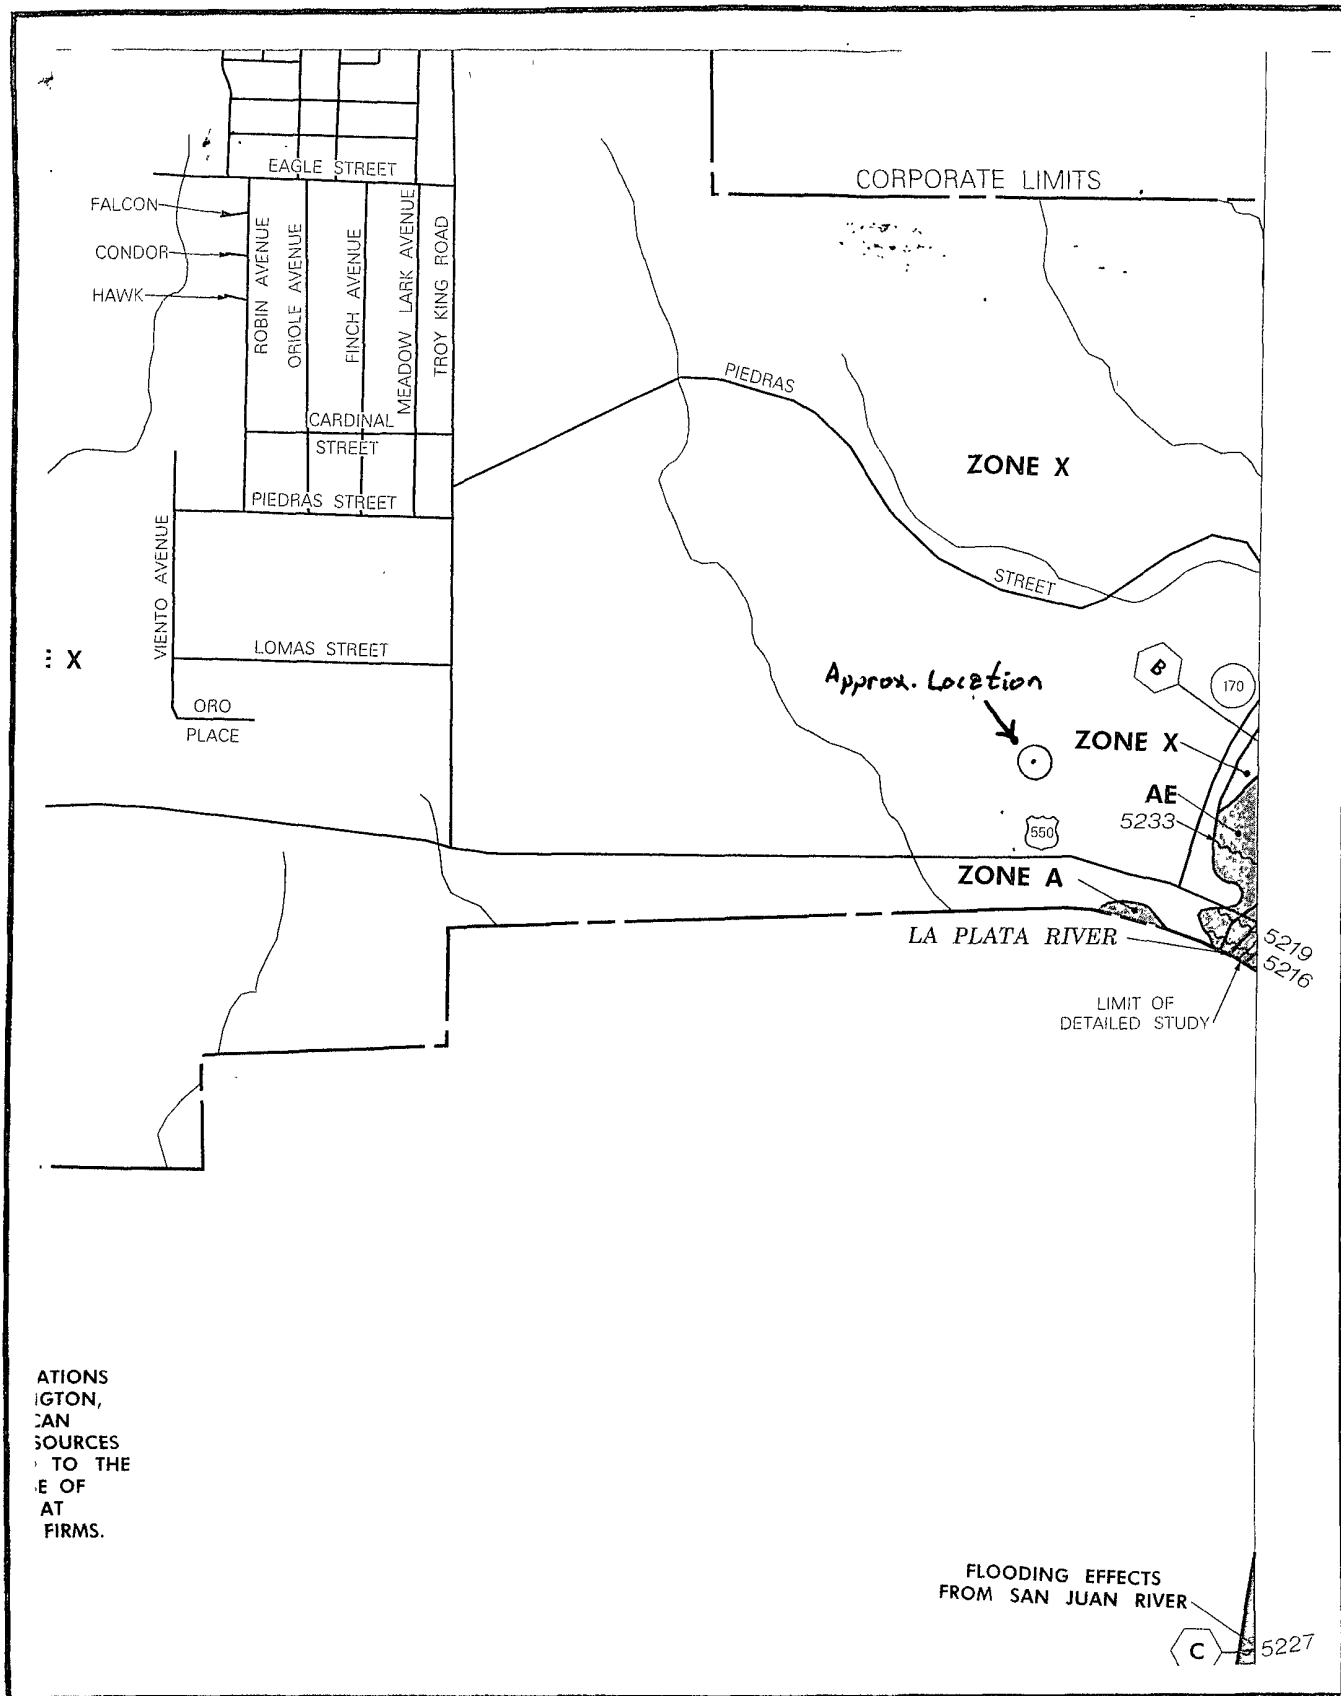 EAGLE STREET
CORPORATE LIMITS
FALCON
CONDOR
HAWK
ROBIN AVENUE
ORIOLE AVENUE
FINCH AVENUE
MEADOW LARK AVENUE
TROY KING ROAD
PIEDRAS
CARDINAL
STREET
ZONE X
PIEDRAS STREET
VIENTO AVENUE
STREET
LOMAS STREET
X
B
170
Approx. Location
ORO
PLACE
ZONE X
AE
5233
550
ZONE A
LA PLATA RIVER
5219
5216
LIMIT OF
DETAILED STUDY
ATIONS
IGTON,
CAN
SOURCES
TO THE
E OF
AT
FIRMS.
FLOODING EFFECTS
FROM SAN JUAN RIVER
C
5227